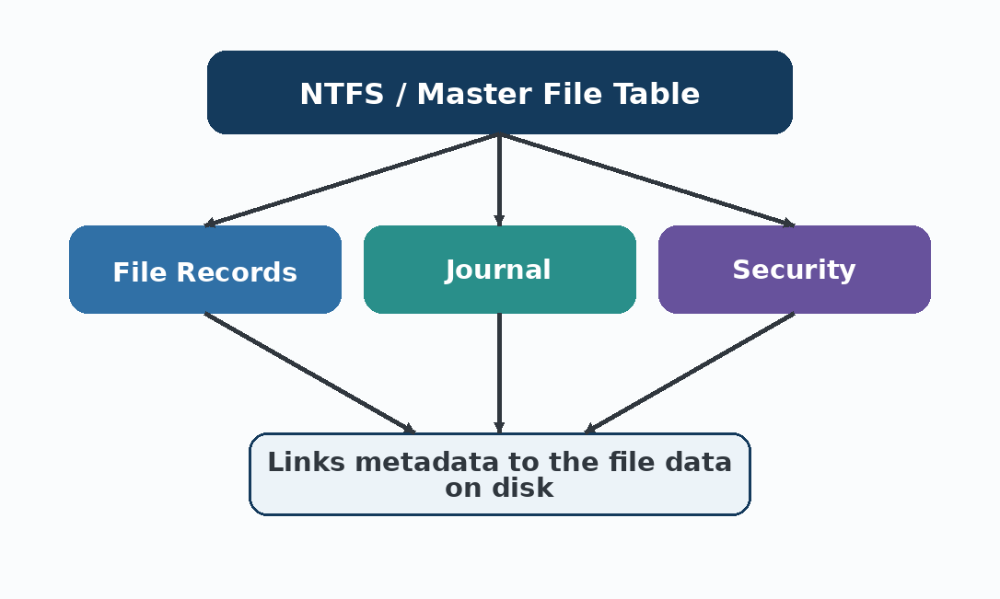 NTFS / Master File Table
File Records
Journal
Security
Links metadata to the file data
on disk